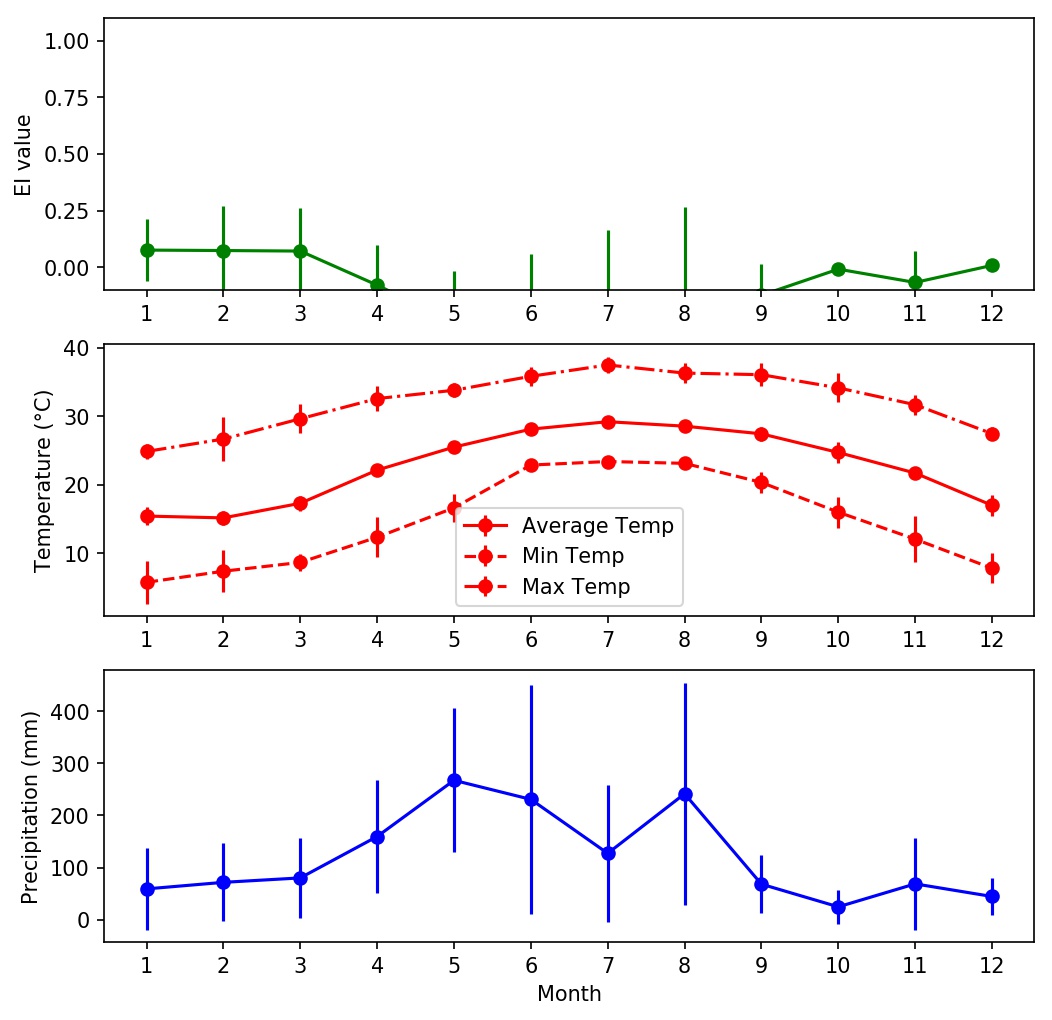 EI value
1.00
0.75
0.50
0.25
0.00
1 2 3 4 5 6 7 8 9 10 11 12
Temperature (°C)
40
30
20
10
Average Temp
Min Temp
Max Temp
1 2 3 4 5 6 7 8 9 10 11 12
Precipitation (mm)
400
300
200
100
0
1 2 3 4 5 6 7 8 9 10 11 12
Month